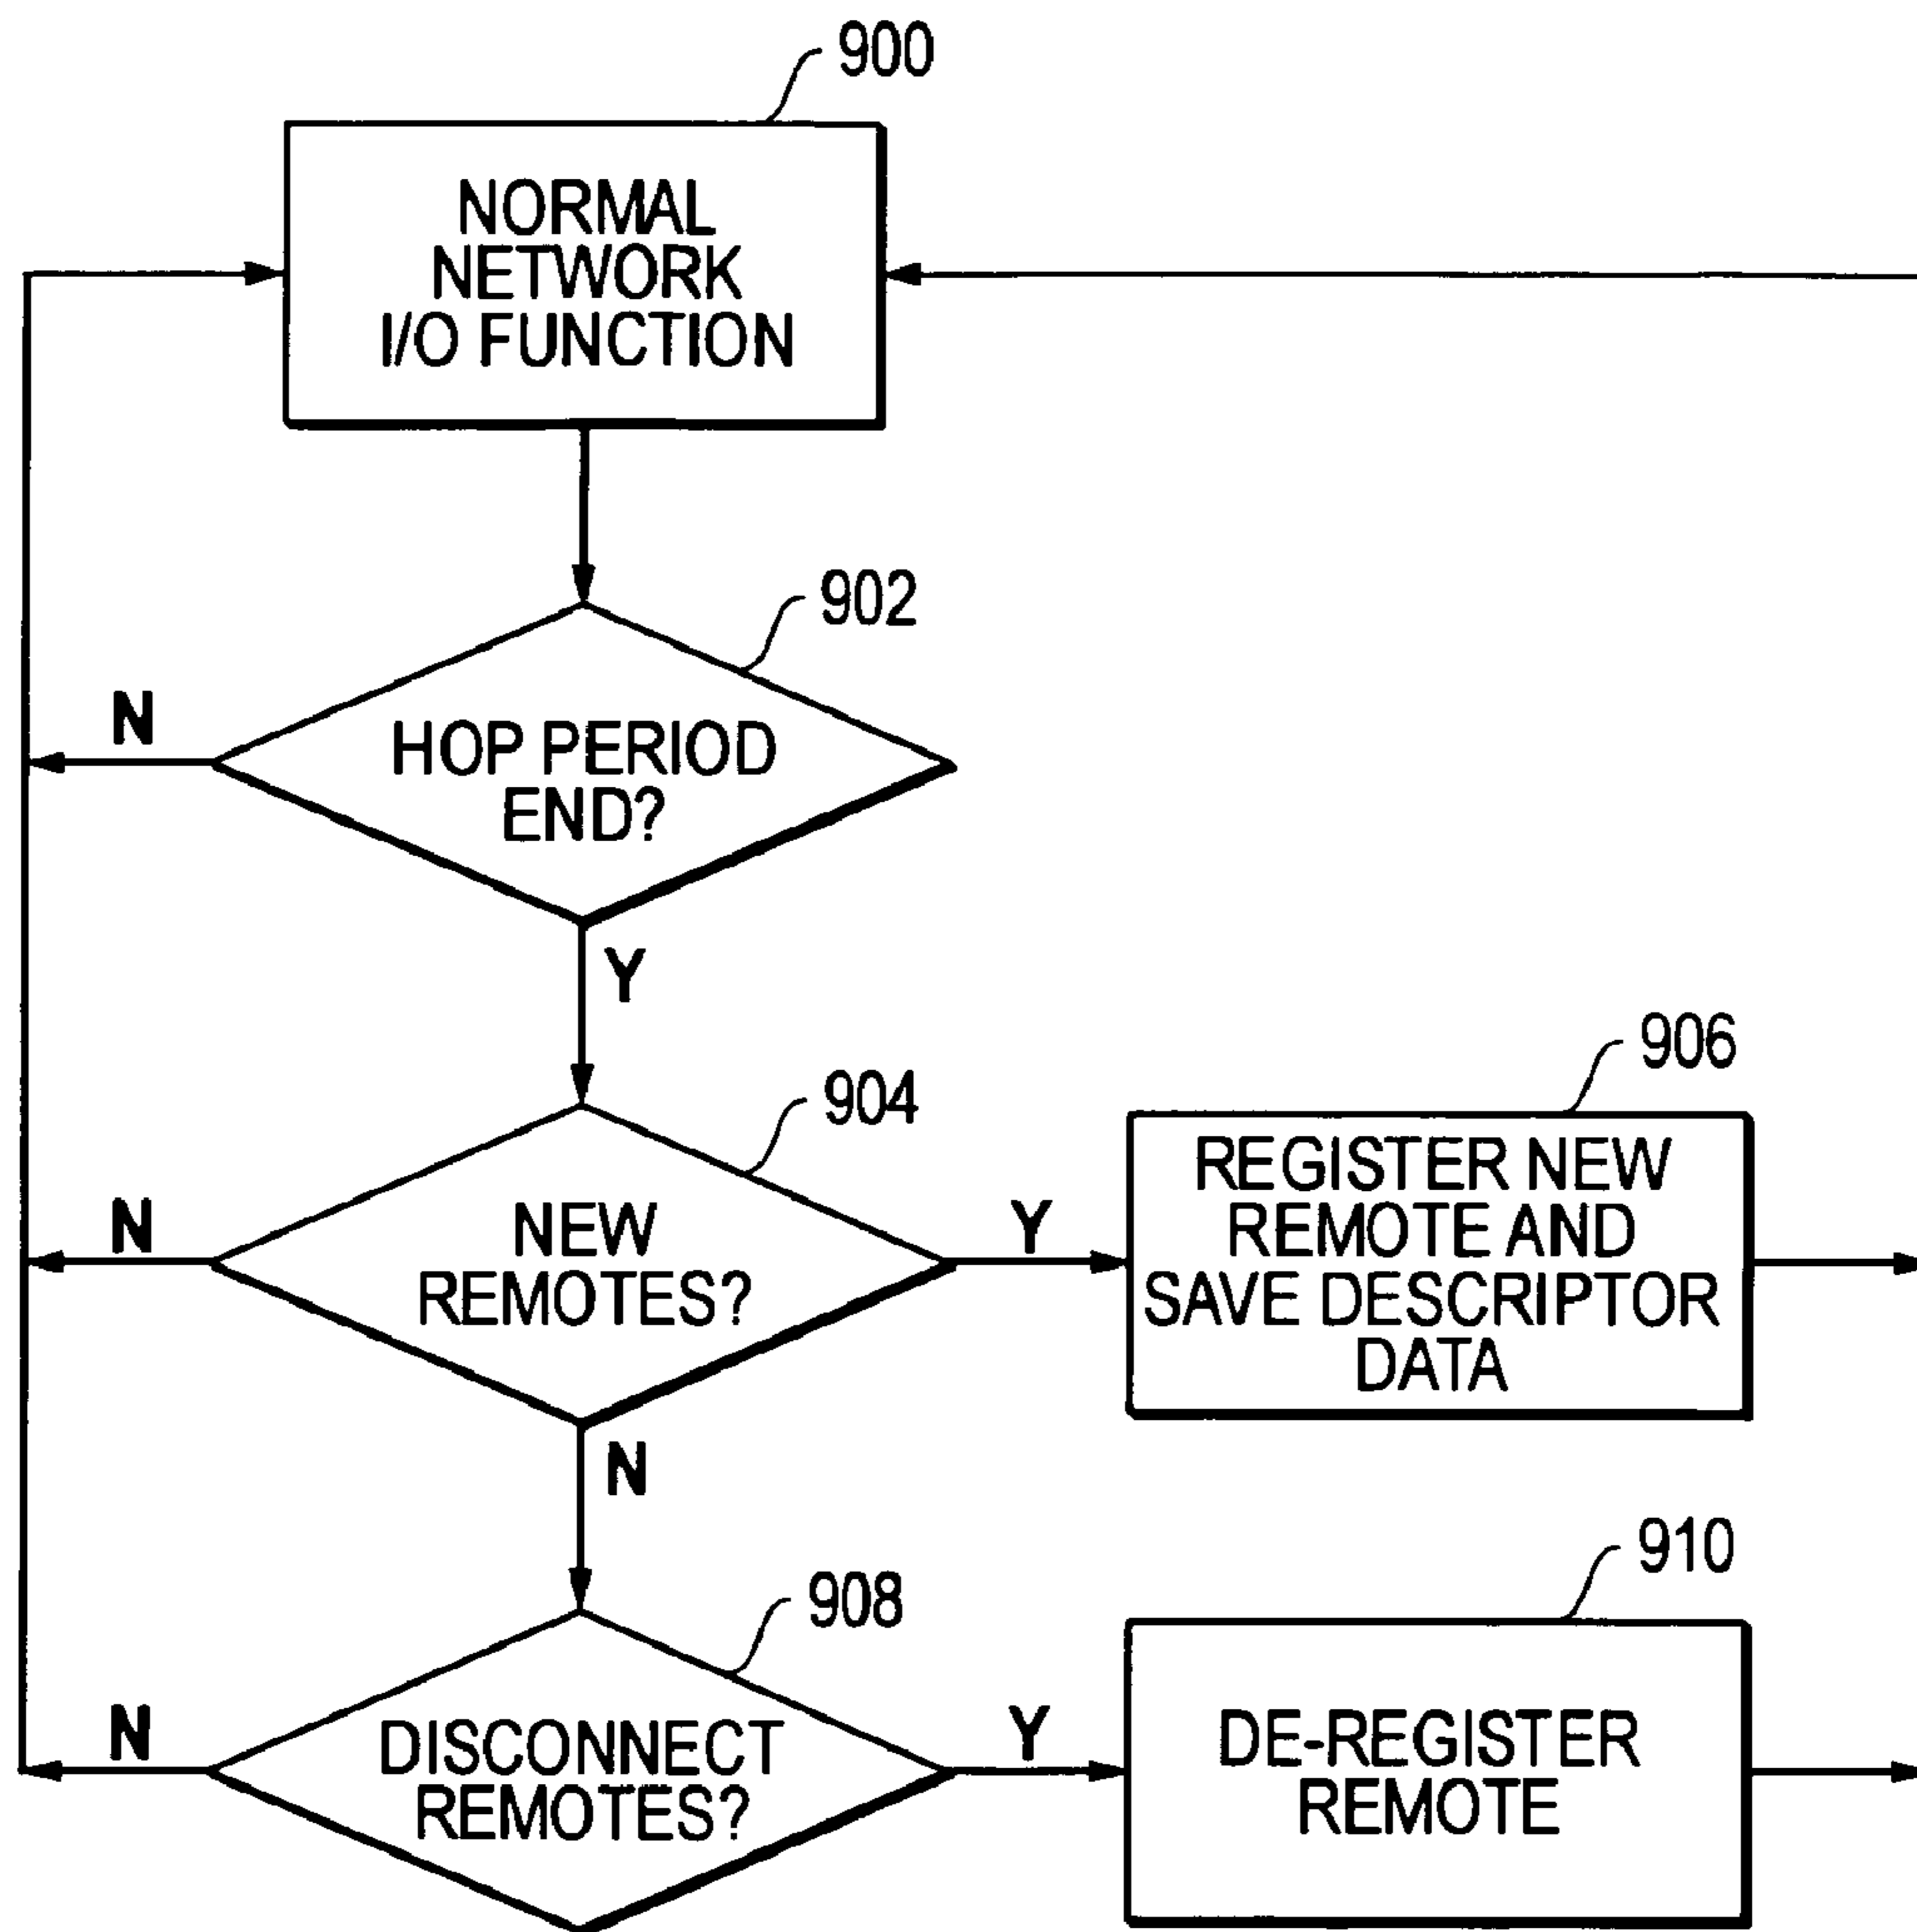 900
NORMAL
NETWORK
I/O FUNCTION
902
N
HOP PERIOD
END?
Y
904
906
N
NEW
REMOTES?
Y
REGISTER NEW
REMOTE AND
SAVE DESCRIPTOR
DATA
N
908
910
N
DISCONNECT
REMOTES?
Y
DE-REGISTER
REMOTE